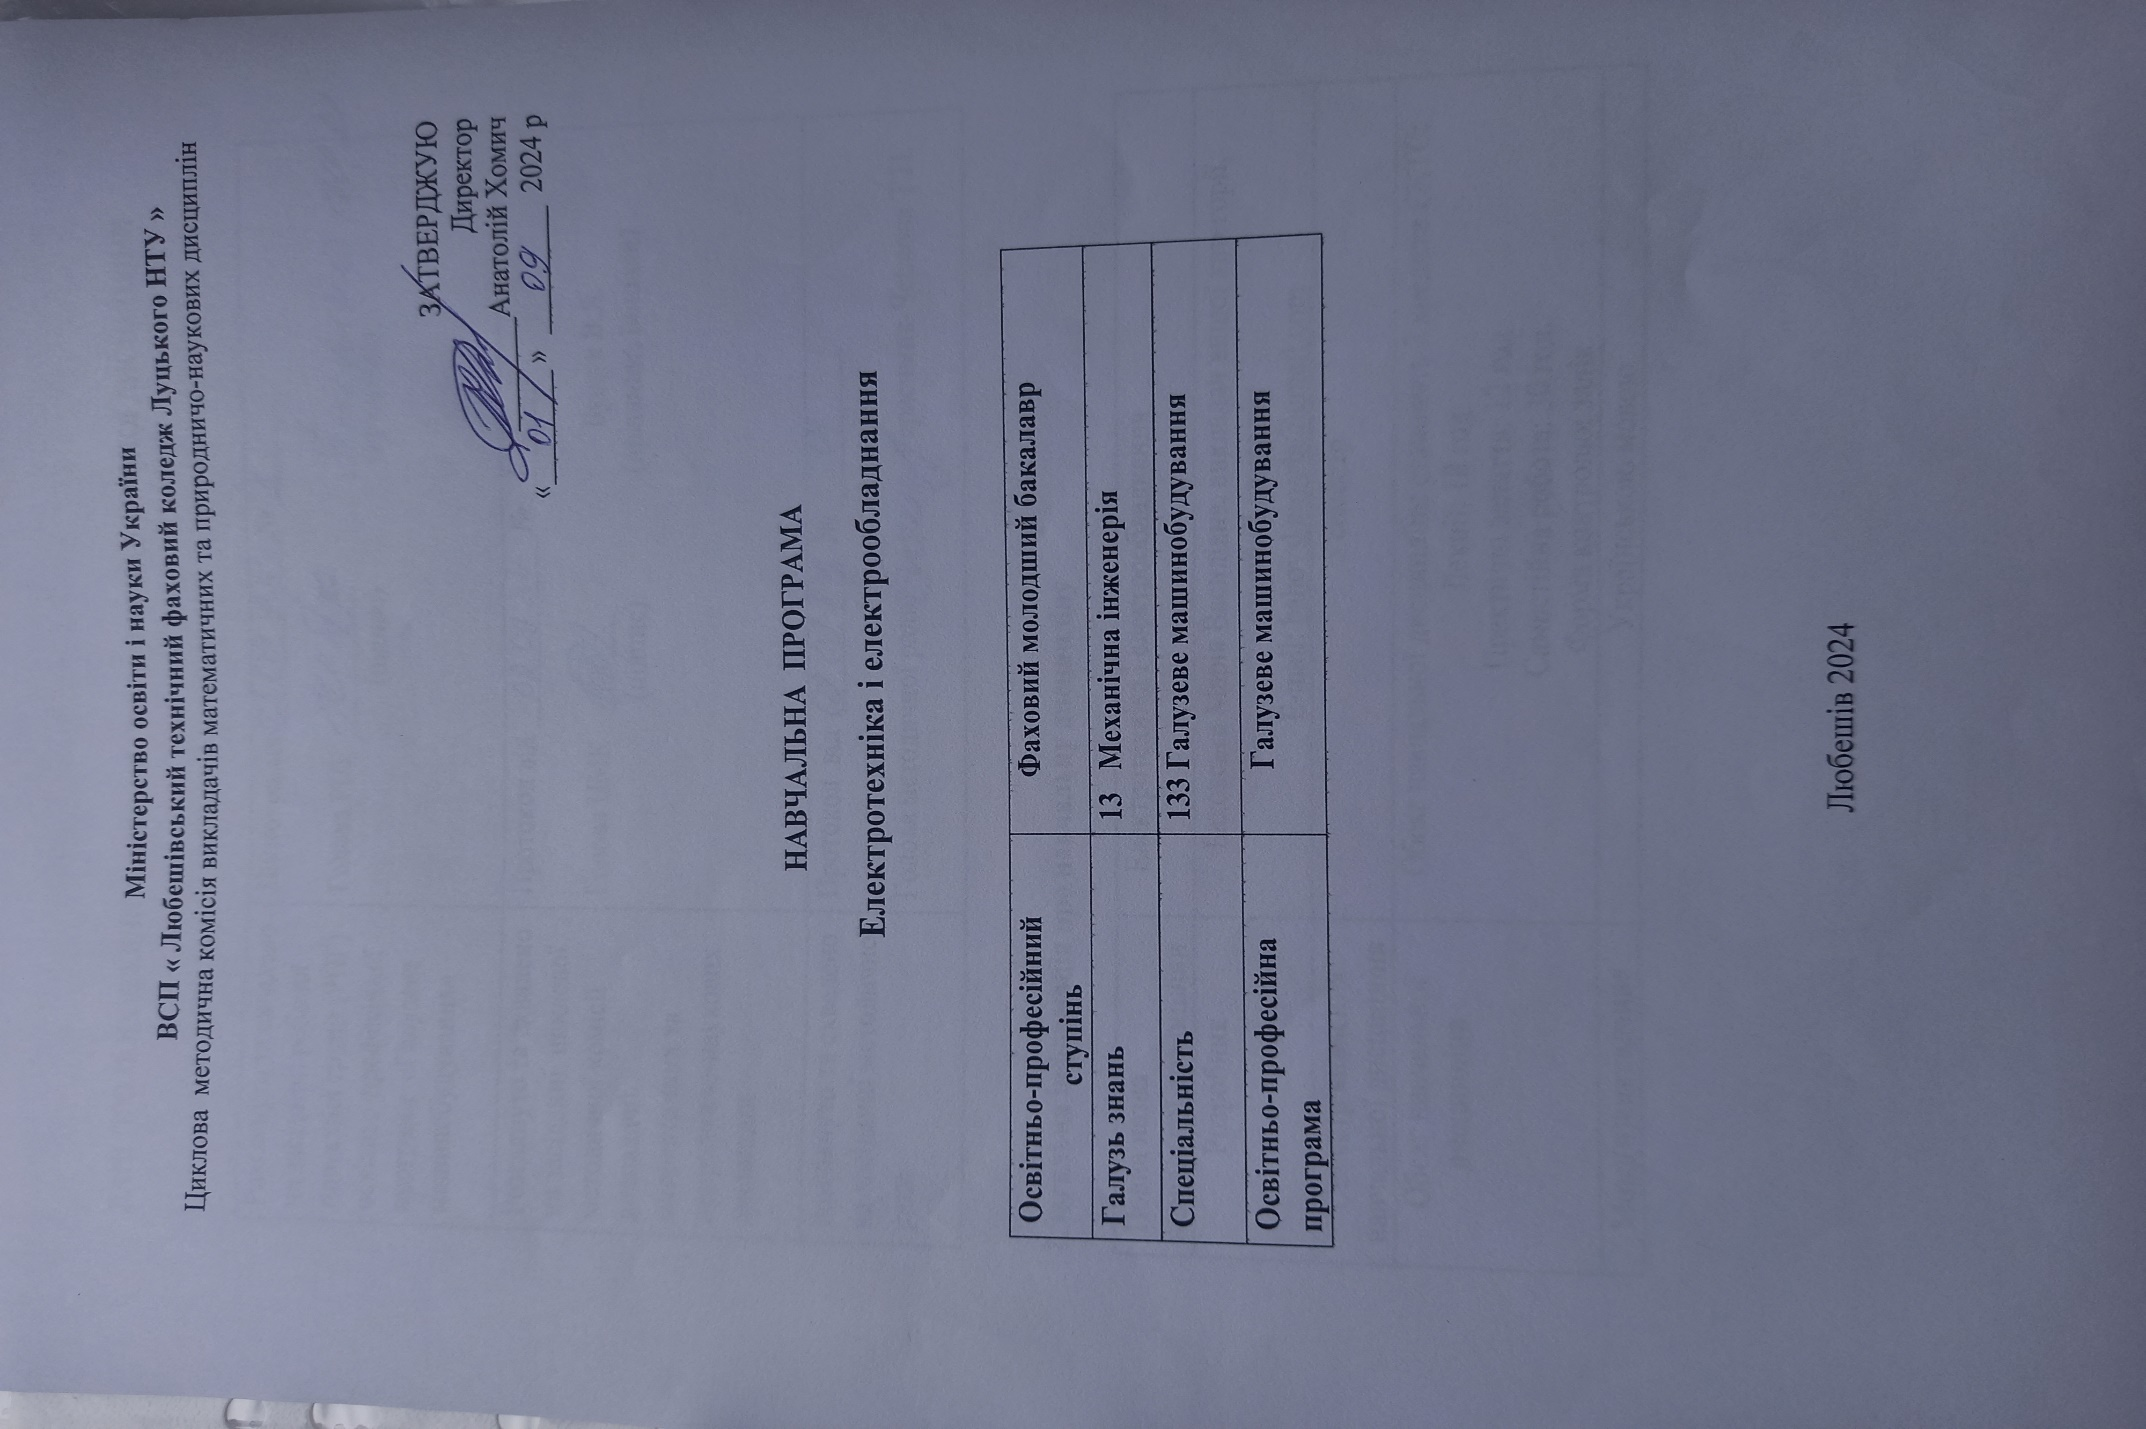 Міністерство освіти і науки України
ВСП « Любешівський технічний фаховий коледж Луцького НТУ »
Циклова методична комісія викладачів математичних та природничо-наукових дисциплін
ЗАТВЕРДЖУЮ
Директор
Анатолій Хомич
« 01 » 09 2024 р
НАВЧАЛЬНА ПРОГРАМА
Електротехніка і електрообладнання
Освітньо-професійний Фаховий молодший бакалавр
ступінь
Галузь знань 13 Механічна інженерія
Спеціальність 133 Галузеве машинобудування
Освітньо-професійна Галузеве машинобудування
програма
Любешів 2024